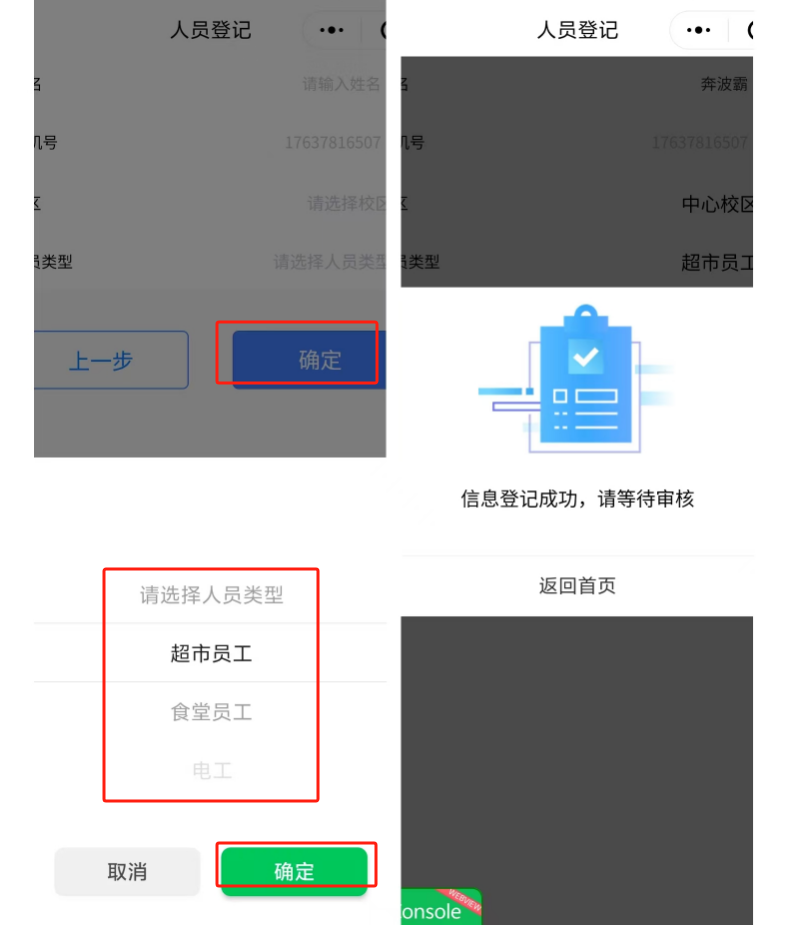 人员登记
名
请输入姓名
机号
17637816507
区
请选择校区
员类型
请选择人员类型
上一步
确定
请选择人员类型
超市员工
食堂员工
电工
取消
确定
人员登记
名
奔波霸
机号
17637816507
区
中心校区
员类型
超市员工
信息登记成功，请等待审核
返回首页
onsole
WEBVIEW